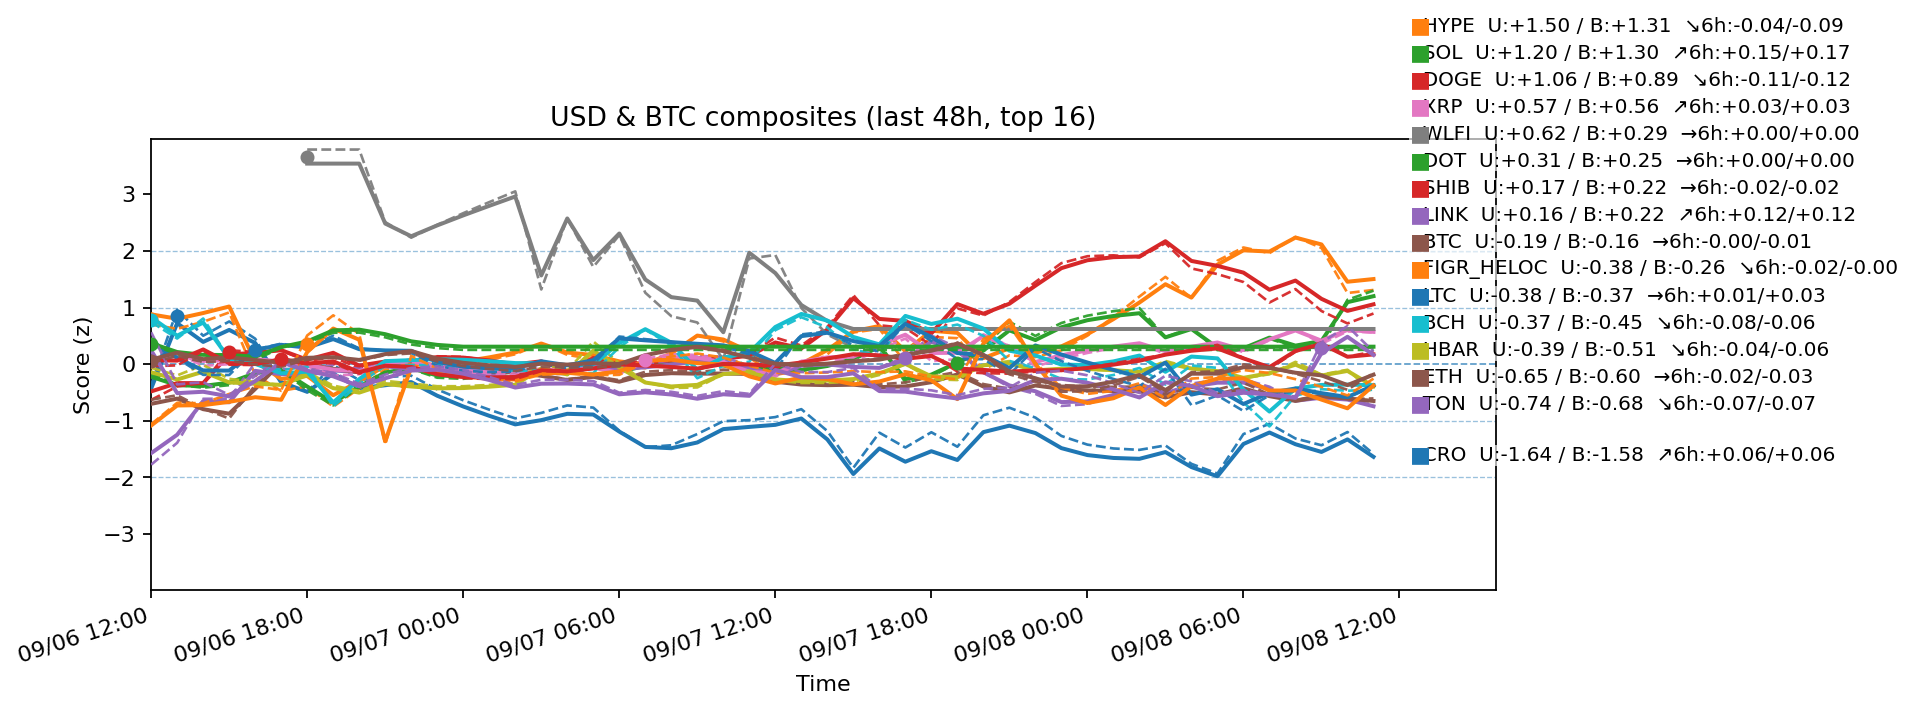 HYPE  U:+1.50 / B:+1.31  ↘6h:-0.04/-0.09
SOL  U:+1.20 / B:+1.30  ↗6h:+0.15/+0.17
DOGE  U:+1.06 / B:+0.89  ↘6h:-0.11/-0.12
XRP  U:+0.57 / B:+0.56  ↗6h:+0.03/+0.03
WLFI  U:+0.62 / B:+0.29  →6h:+0.00/+0.00
DOT  U:+0.31 / B:+0.25  →6h:+0.00/+0.00
SHIB  U:+0.17 / B:+0.22  →6h:-0.02/-0.02
LINK  U:+0.16 / B:+0.22  ↗6h:+0.12/+0.12
BTC  U:-0.19 / B:-0.16  →6h:-0.00/-0.01
FIGR_HELOC  U:-0.38 / B:-0.26  ↘6h:-0.02/-0.00
LTC  U:-0.38 / B:-0.37  →6h:+0.01/+0.03
BCH  U:-0.37 / B:-0.45  ↘6h:-0.08/-0.06
HBAR  U:-0.39 / B:-0.51  ↘6h:-0.04/-0.06
ETH  U:-0.65 / B:-0.60  →6h:-0.02/-0.03
TON  U:-0.74 / B:-0.68  ↘6h:-0.07/-0.07
CRO  U:-1.64 / B:-1.58  ↗6h:+0.06/+0.06
USD & BTC composites (last 48h, top 16)
3
2
1
0
−1
−2
−3
Score (z)
09/06 12:00
09/06 18:00
09/07 00:00
09/07 06:00
09/07 12:00
09/07 18:00
09/08 00:00
09/08 06:00
09/08 12:00
Time